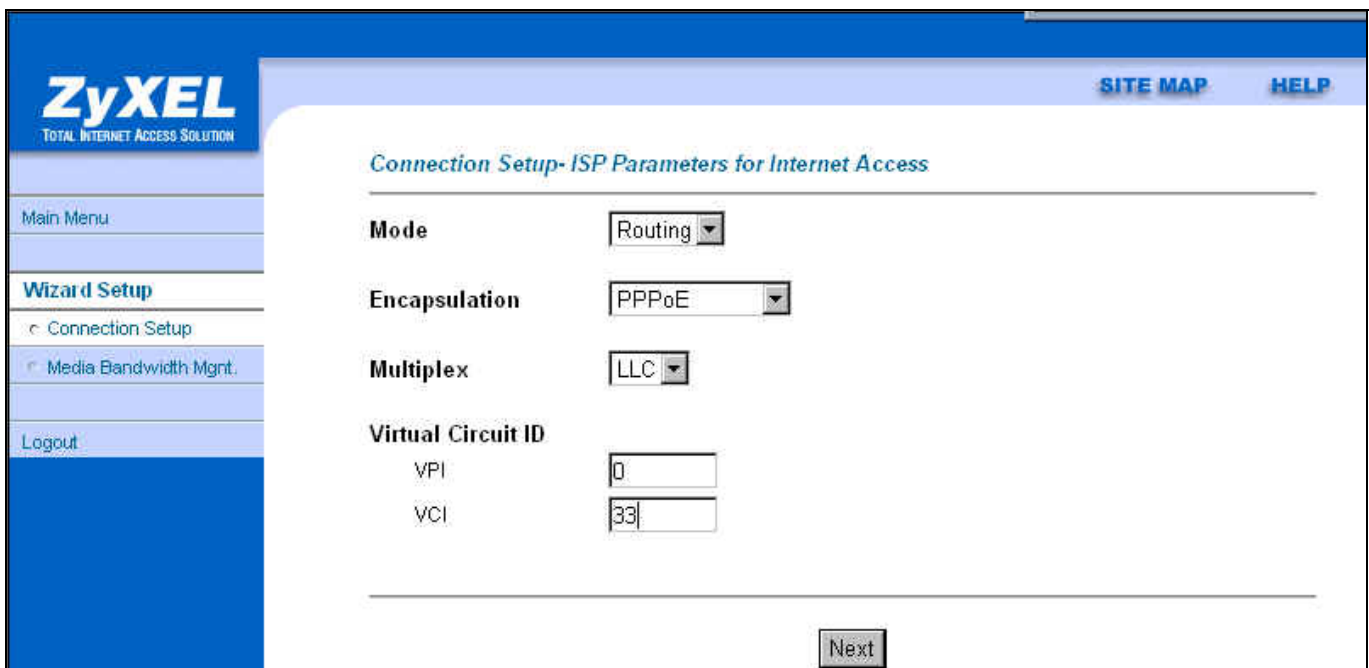 ZyXEL
TOTAL INTERNET ACCESS SOLUTION
SITE MAP HELP
Main Menu
Wizard Setup
Connection Setup
Media Bandwidth Mgnt.
Logout
Connection Setup- ISP Parameters for Internet Access
Mode Routing
Encapsulation PPPoE
Multiplex LLC
Virtual Circuit ID
VPI 0
VCI 33
Next